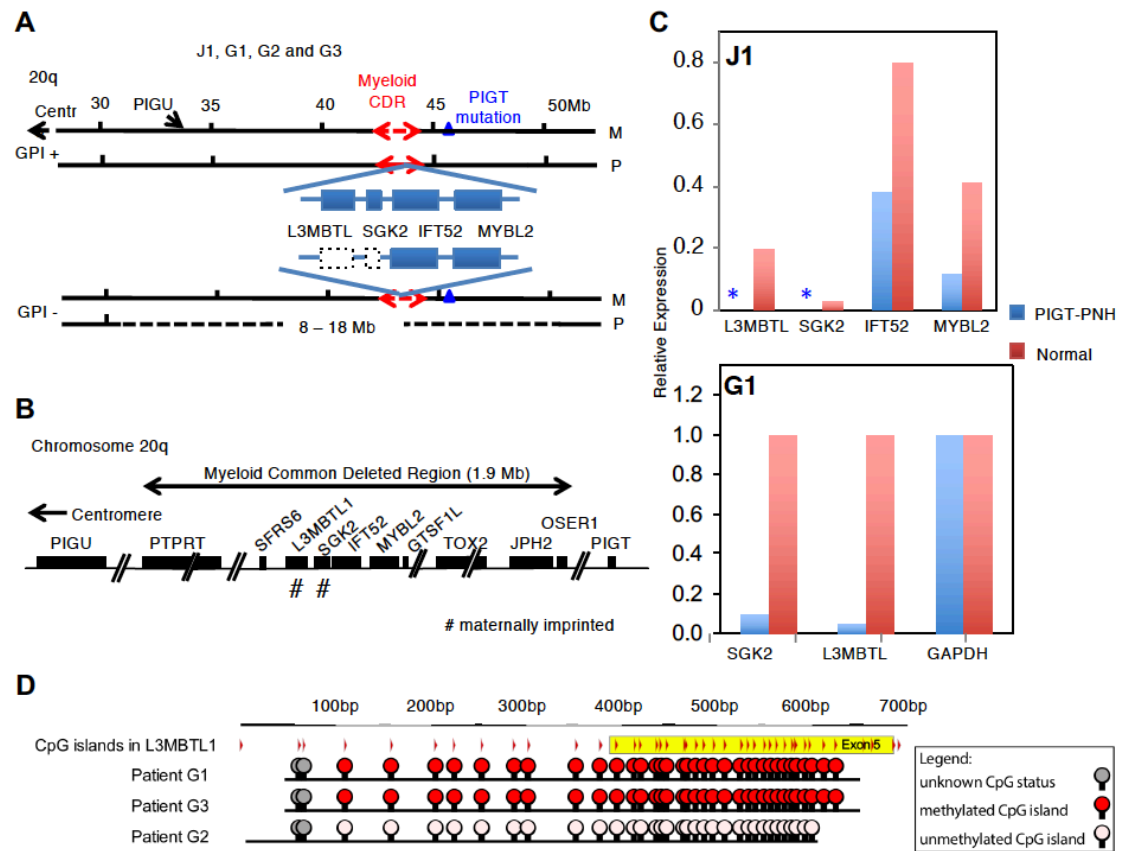 A
J1, G1, G2 and G3
20q
Centr
30
PIGU
35
40
Myeloid
CDR
45
PIGT
mutation
50Mb
M
GPI +
P
L3MBTL SGK2 IFT52 MYBL2
M
GPI -
8 – 18 Mb
P
B
Chromosome 20q
Myeloid Common Deleted Region (1.9 Mb)
Centromere
PIGU
PTPRT
SFRS6
L3MBTL1
SGK2
IFT52
MYBL2
GTSF1L
TOX2
JPH2
OSER1
PIGT
# #
# maternally imprinted
C
J1
0.8
0.6
0.4
0.2
0
* *
L3MBTL SGK2 IFT52 MYBL2
Relative Expression
PIGT-PNH
Normal
G1
1.2
1.0
0.8
0.6
0.4
0.2
0.0
SGK2 L3MBTL GAPDH
D
100bp 200bp 300bp 500bp 600bp 700bp
400bp
CpG islands in L3MBTL1
Exon 5
Patient G1
Patient G3
Patient G2
Legend:
unknown CpG status
methylated CpG island
unmethylated CpG island